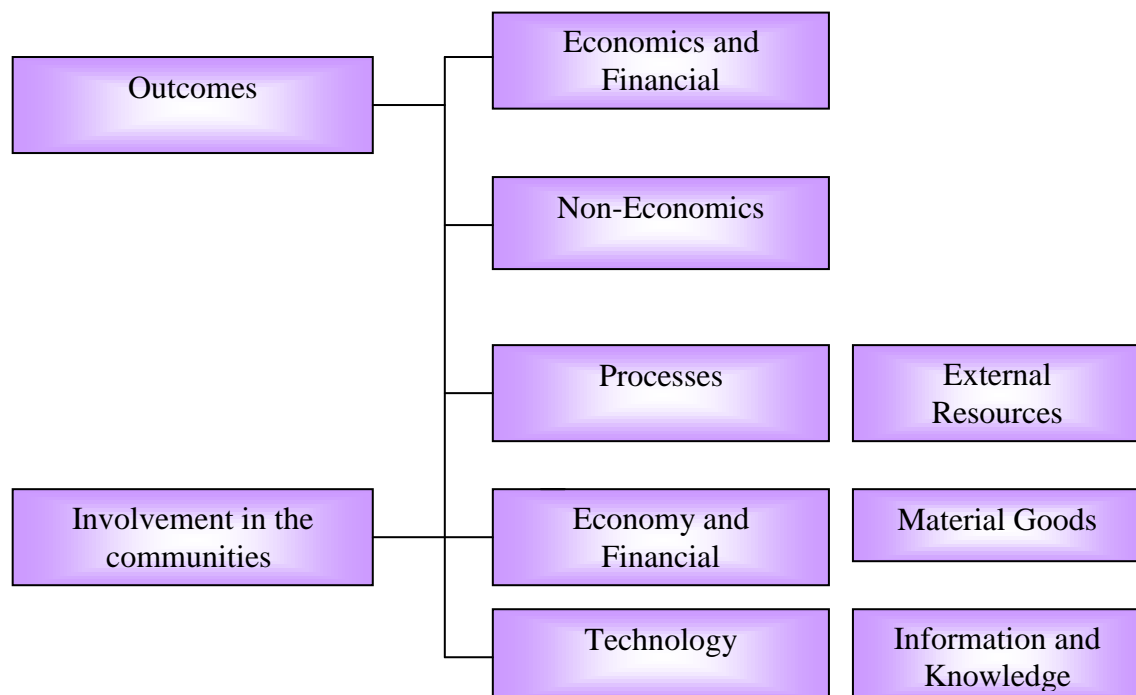 Outcomes
Economics and
Financial
Non-Economics
Processes
External
Resources
Involvement in the
communities
Economy and
Financial
Material Goods
Technology
Information and
Knowledge